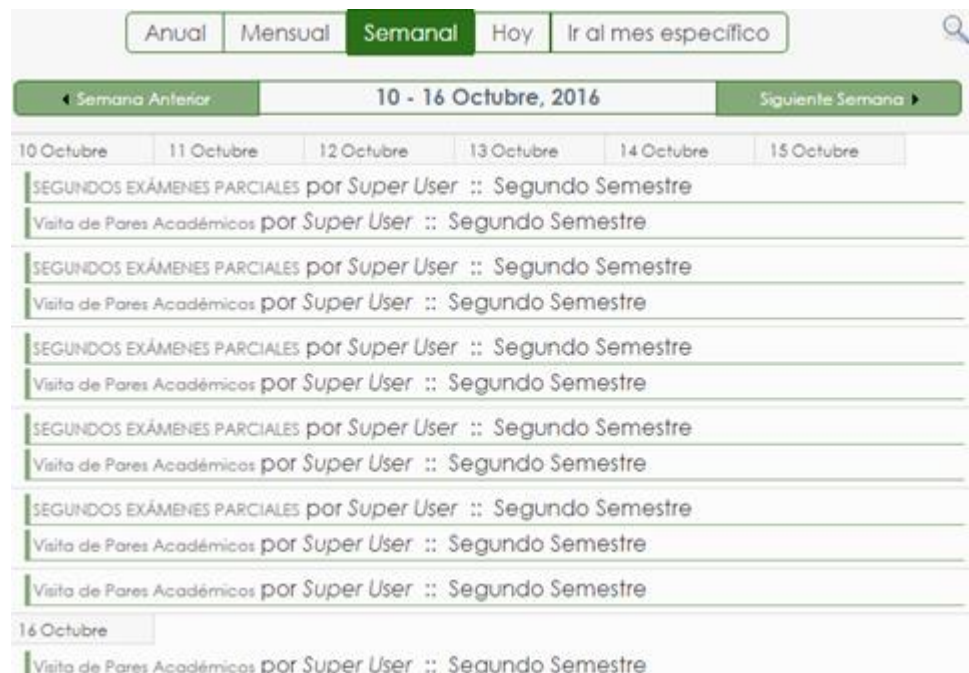 Anual Mensual Semanal Hoy Ir al mes específico
Semana Anterior 10 - 16 Octubre, 2016 Siguiente Semana
10 Octubre 11 Octubre 12 Octubre 13 Octubre 14 Octubre 15 Octubre
SEGUNDOS EXÁMENES PARCIALES por Super User :: Segundo Semestre
Visita de Pares Académicos por Super User :: Segundo Semestre
SEGUNDOS EXÁMENES PARCIALES por Super User :: Segundo Semestre
Visita de Pares Académicos por Super User :: Segundo Semestre
SEGUNDOS EXÁMENES PARCIALES por Super User :: Segundo Semestre
Visita de Pares Académicos por Super User :: Segundo Semestre
SEGUNDOS EXÁMENES PARCIALES por Super User :: Segundo Semestre
Visita de Pares Académicos por Super User :: Segundo Semestre
SEGUNDOS EXÁMENES PARCIALES por Super User :: Segundo Semestre
Visita de Pares Académicos por Super User :: Segundo Semestre
Visita de Pares Académicos por Super User :: Segundo Semestre
16 Octubre
Visita de Pares Académicos por Super User :: Segundo Semestre